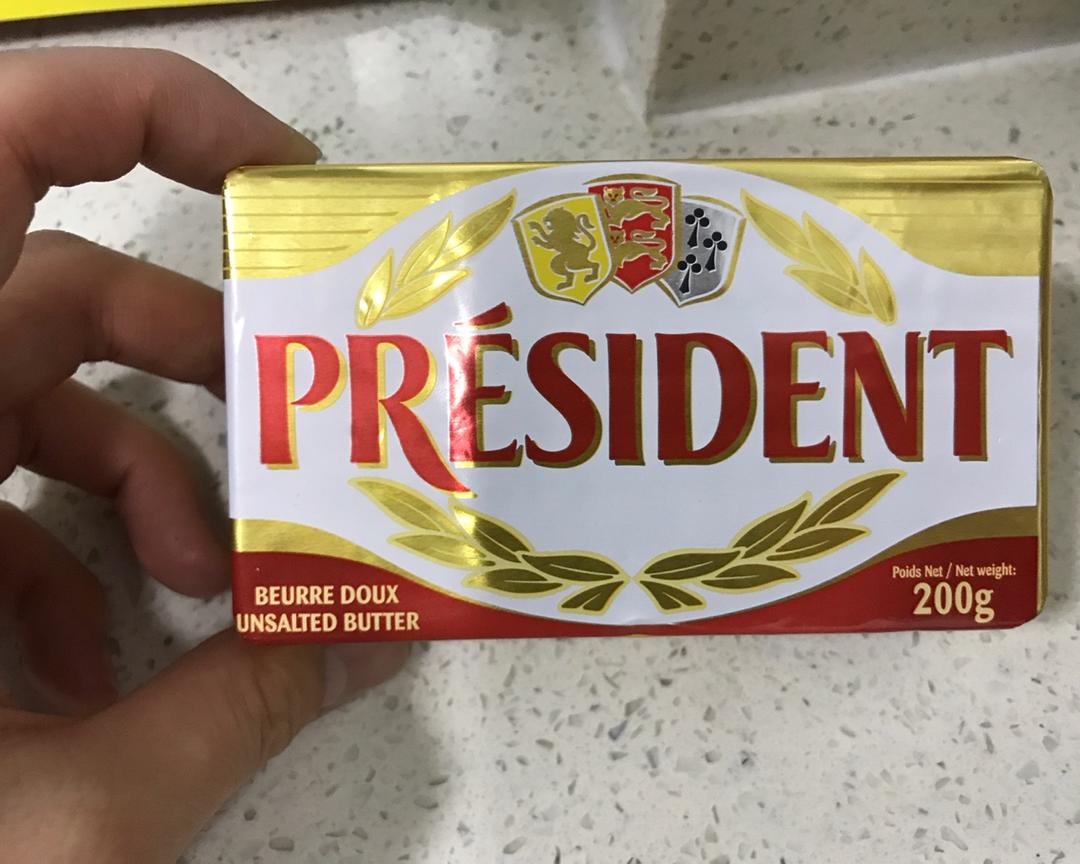 PRÉSIDENT
BEURRE DOUX
UNSALTED BUTTER
Poids Net / Net weight:
200g